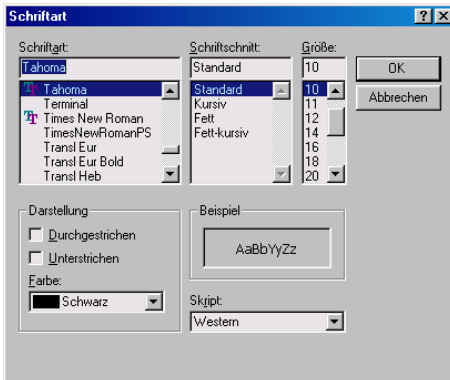 Schriftart
Schriftart:
Tahoma
Tahoma
Terminal
Times New Roman
TimesNewRomanPS
Transl Eur
Transl Eur Bold
Transl Heb
Schriftschnitt:
Standard
Standard
Kursiv
Fett
Fett-kursiv
Größe:
10
10
11
12
14
16
18
20
OK
Abbrechen
Darstellung
Durchgestrichen
Unterstrichen
Farbe:
Schwarz
Beispiel
AaBbYyZz
Skript:
Western